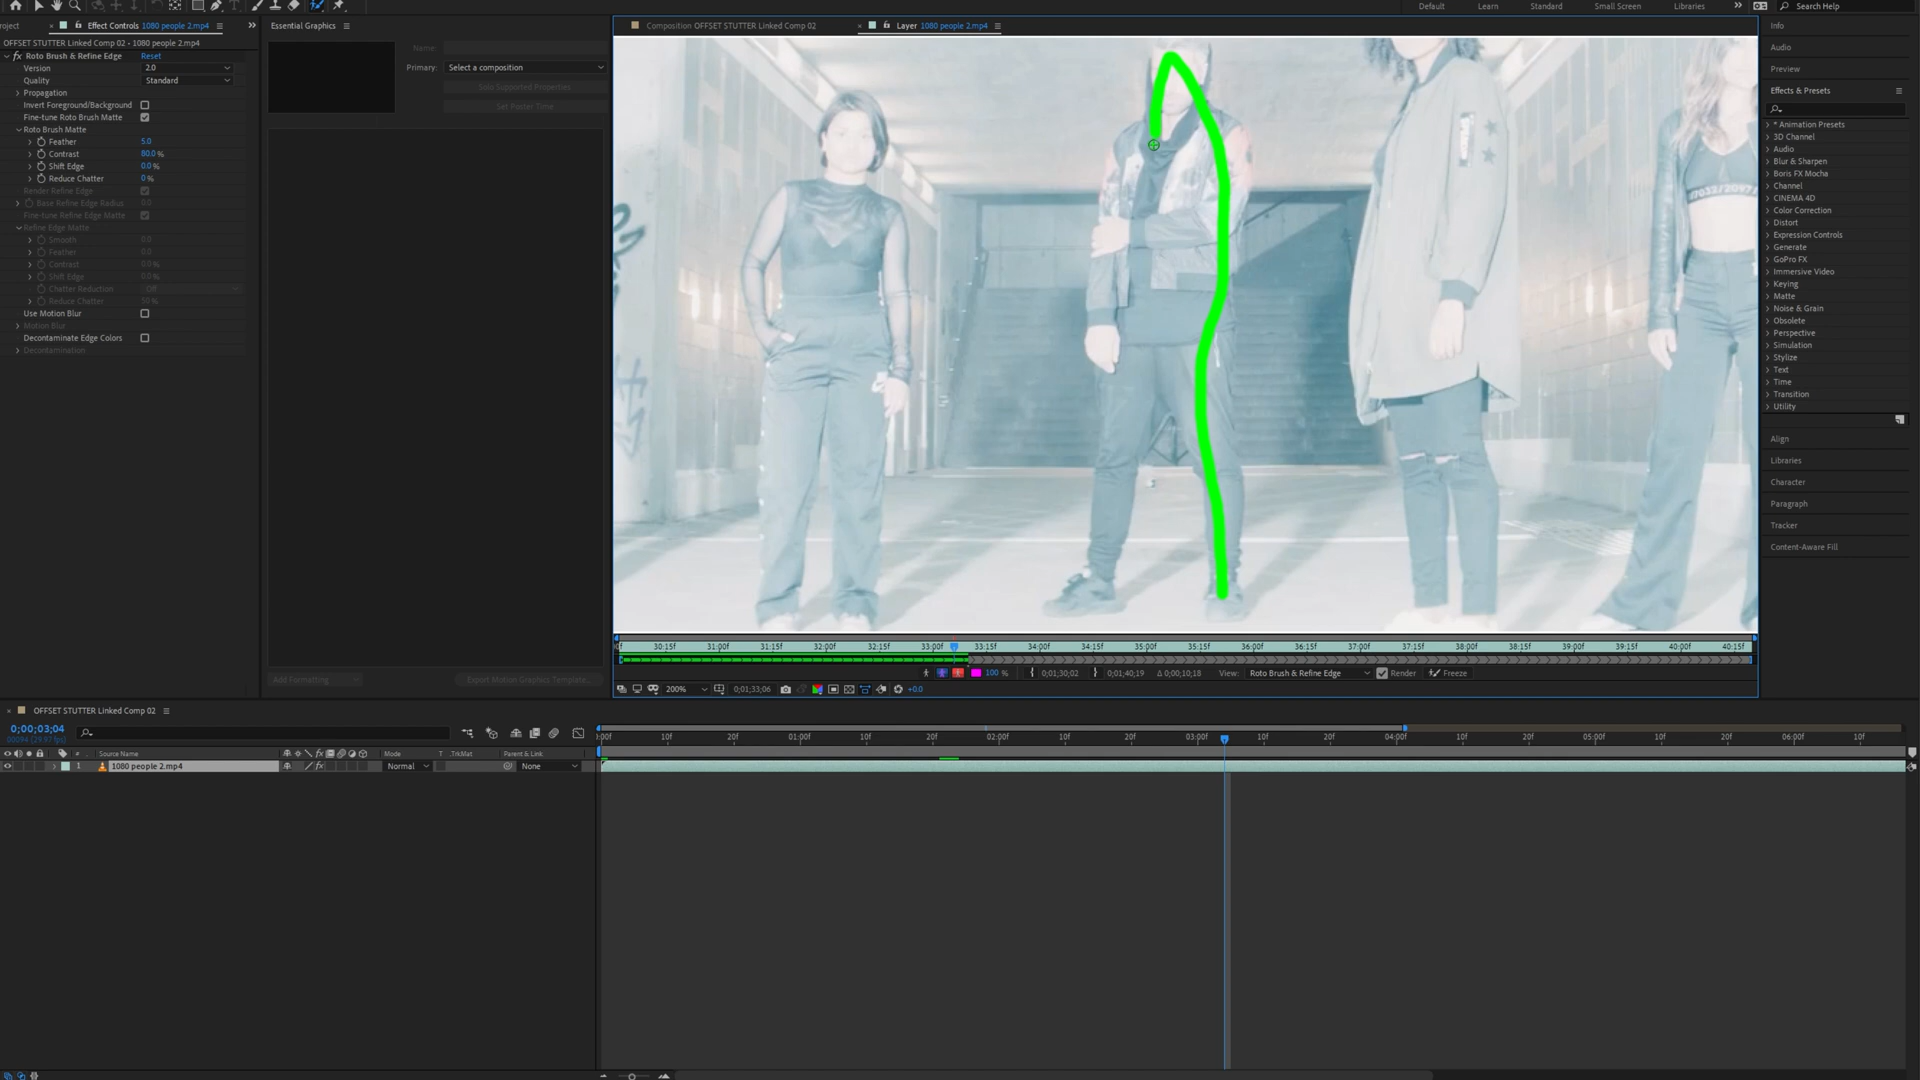 Default Learn Standard Small Screen Libraries » Search Help
roject × Effect Controls 1080 people 2.mp4 ≡ »
Essential Graphics ≡
Composition OFFSET STUTTER Linked Comp 02 × Layer 1080 people 2.mp4 ≡
OFFSET STUTTER Linked Comp 02 - 1080 people 2.mp4
fx Roto Brush & Refine Edge Reset
Version 2.0
Quality Standard
Propagation
Invert Foreground/Background
Fine-tune Roto Brush Matte
Roto Brush Matte
Feather 5.0
Contrast 80.0 %
Shift Edge 0.0 %
Reduce Chatter 0 %
Render Refine Edge
Base Refine Edge Radius 0.0
Fine-tune Refine Edge Matte
Refine Edge Matte
Smooth 0.0
Feather 0.0
Contrast 0.0 %
Shift Edge 0.0 %
Chatter Reduction Off
Reduce Chatter 50 %
Use Motion Blur
Motion Blur
Decontaminate Edge Colors
Decontamination
Name:
Primary: Select a composition
Solo Supported Properties
Set Poster Time
Add Formatting
Export Motion Graphics Template...
Info
Audio
Preview
Effects & Presets ≡
* Animation Presets
3D Channel
Audio
Blur & Sharpen
Boris FX Mocha
Channel
CINEMA 4D
Color Correction
Distort
Expression Controls
Generate
GoPro FX
Immersive Video
Keying
Matte
Noise & Grain
Obsolete
Perspective
Simulation
Stylize
Text
Time
Transition
Utility
Align
Libraries
Character
Paragraph
Tracker
Content-Aware Fill
30:15f 31:00f 31:15f 32:00f 32:15f 33:00f 33:15f 34:00f 34:15f 35:00f 35:15f 36:00f 36:15f 37:00f 37:15f 38:00f 38:15f 39:00f 39:15f 40:00f 40:15f
100 % 0;01;30;02 0;01;40;19 Δ 0;00;10;18 View: Roto Brush & Refine Edge Render Freeze
200% 0;01;33;06 +0.0
× OFFSET STUTTER Linked Comp 02 ≡
0;00;03;04
00094 (29.97 fps)
:00f 10f 20f 01:00f 10f 20f 02:00f 10f 20f 03:00f 10f 20f 04:00f 10f 20f 05:00f 10f 20f 06:00f 10f
# Source Name fx Mode T .TrkMat Parent & Link
1 1080 people 2.mp4 fx Normal None